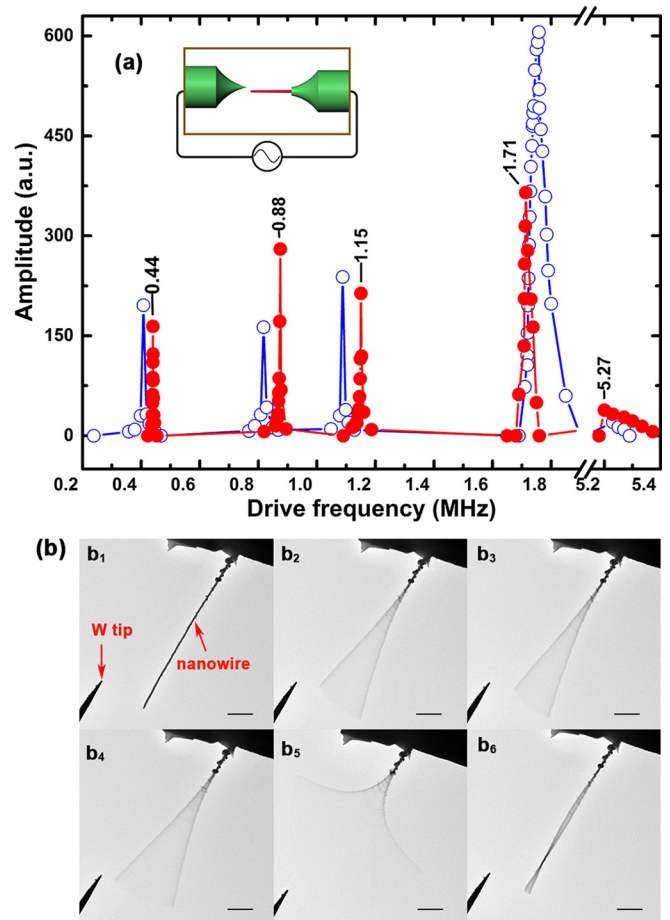 (a)
600
450
300
150
0
Amplitude (a.u.)
0.44
0.88
1.15
1.71
5.27
0.2 0.4 0.6 0.8 1.0 1.2 1.4 1.6 1.8 5.2 5.4
Drive frequency (MHz)
(b)
b1 b2 b3
W tip
nanowire
b4 b5 b6